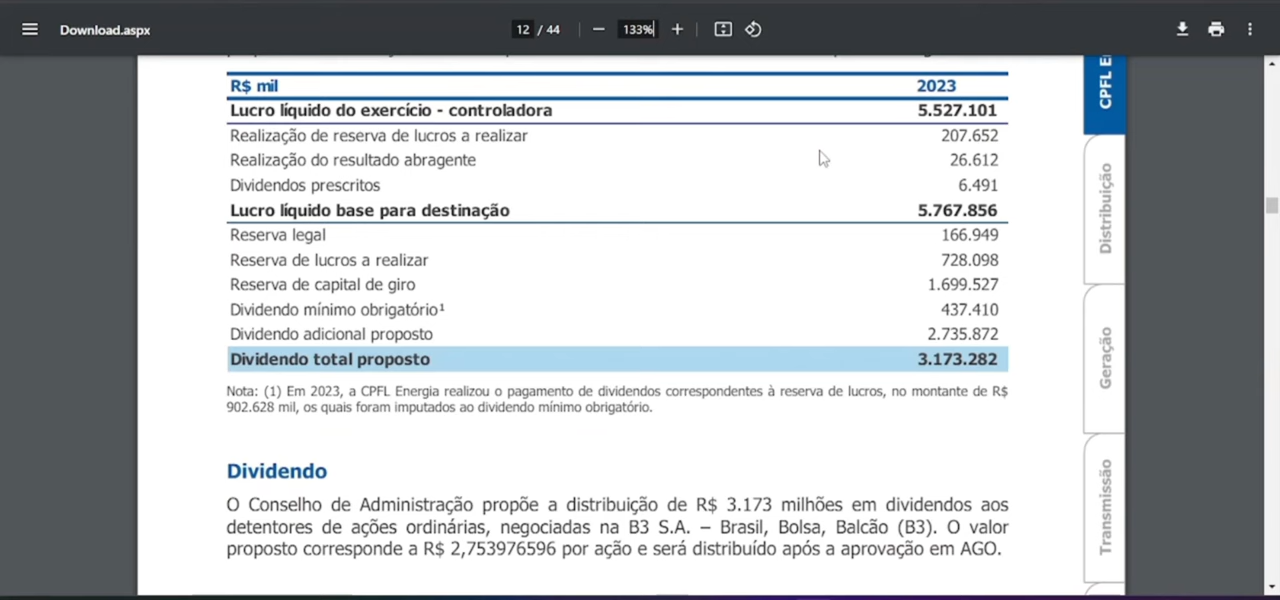 Download.aspx
12 / 44
133%
R$ mil 2023
Lucro líquido do exercício - controladora 5.527.101
Realização de reserva de lucros a realizar 207.652
Realização do resultado abragente 26.612
Dividendos prescritos 6.491
Lucro líquido base para destinação 5.767.856
Reserva legal 166.949
Reserva de lucros a realizar 728.098
Reserva de capital de giro 1.699.527
Dividendo mínimo obrigatório¹ 437.410
Dividendo adicional proposto 2.735.872
Dividendo total proposto 3.173.282
Nota: (1) Em 2023, a CPFL Energia realizou o pagamento de dividendos correspondentes à reserva de lucros, no montante de R$
902.628 mil, os quais foram imputados ao dividendo mínimo obrigatório.
Dividendo
O Conselho de Administração propõe a distribuição de R$ 3.173 milhões em dividendos aos
detentores de ações ordinárias, negociadas na B3 S.A. – Brasil, Bolsa, Balcão (B3). O valor
proposto corresponde a R$ 2,753976596 por ação e será distribuído após a aprovação em AGO.
CPFL
Distribuição
Geração
Transmissão